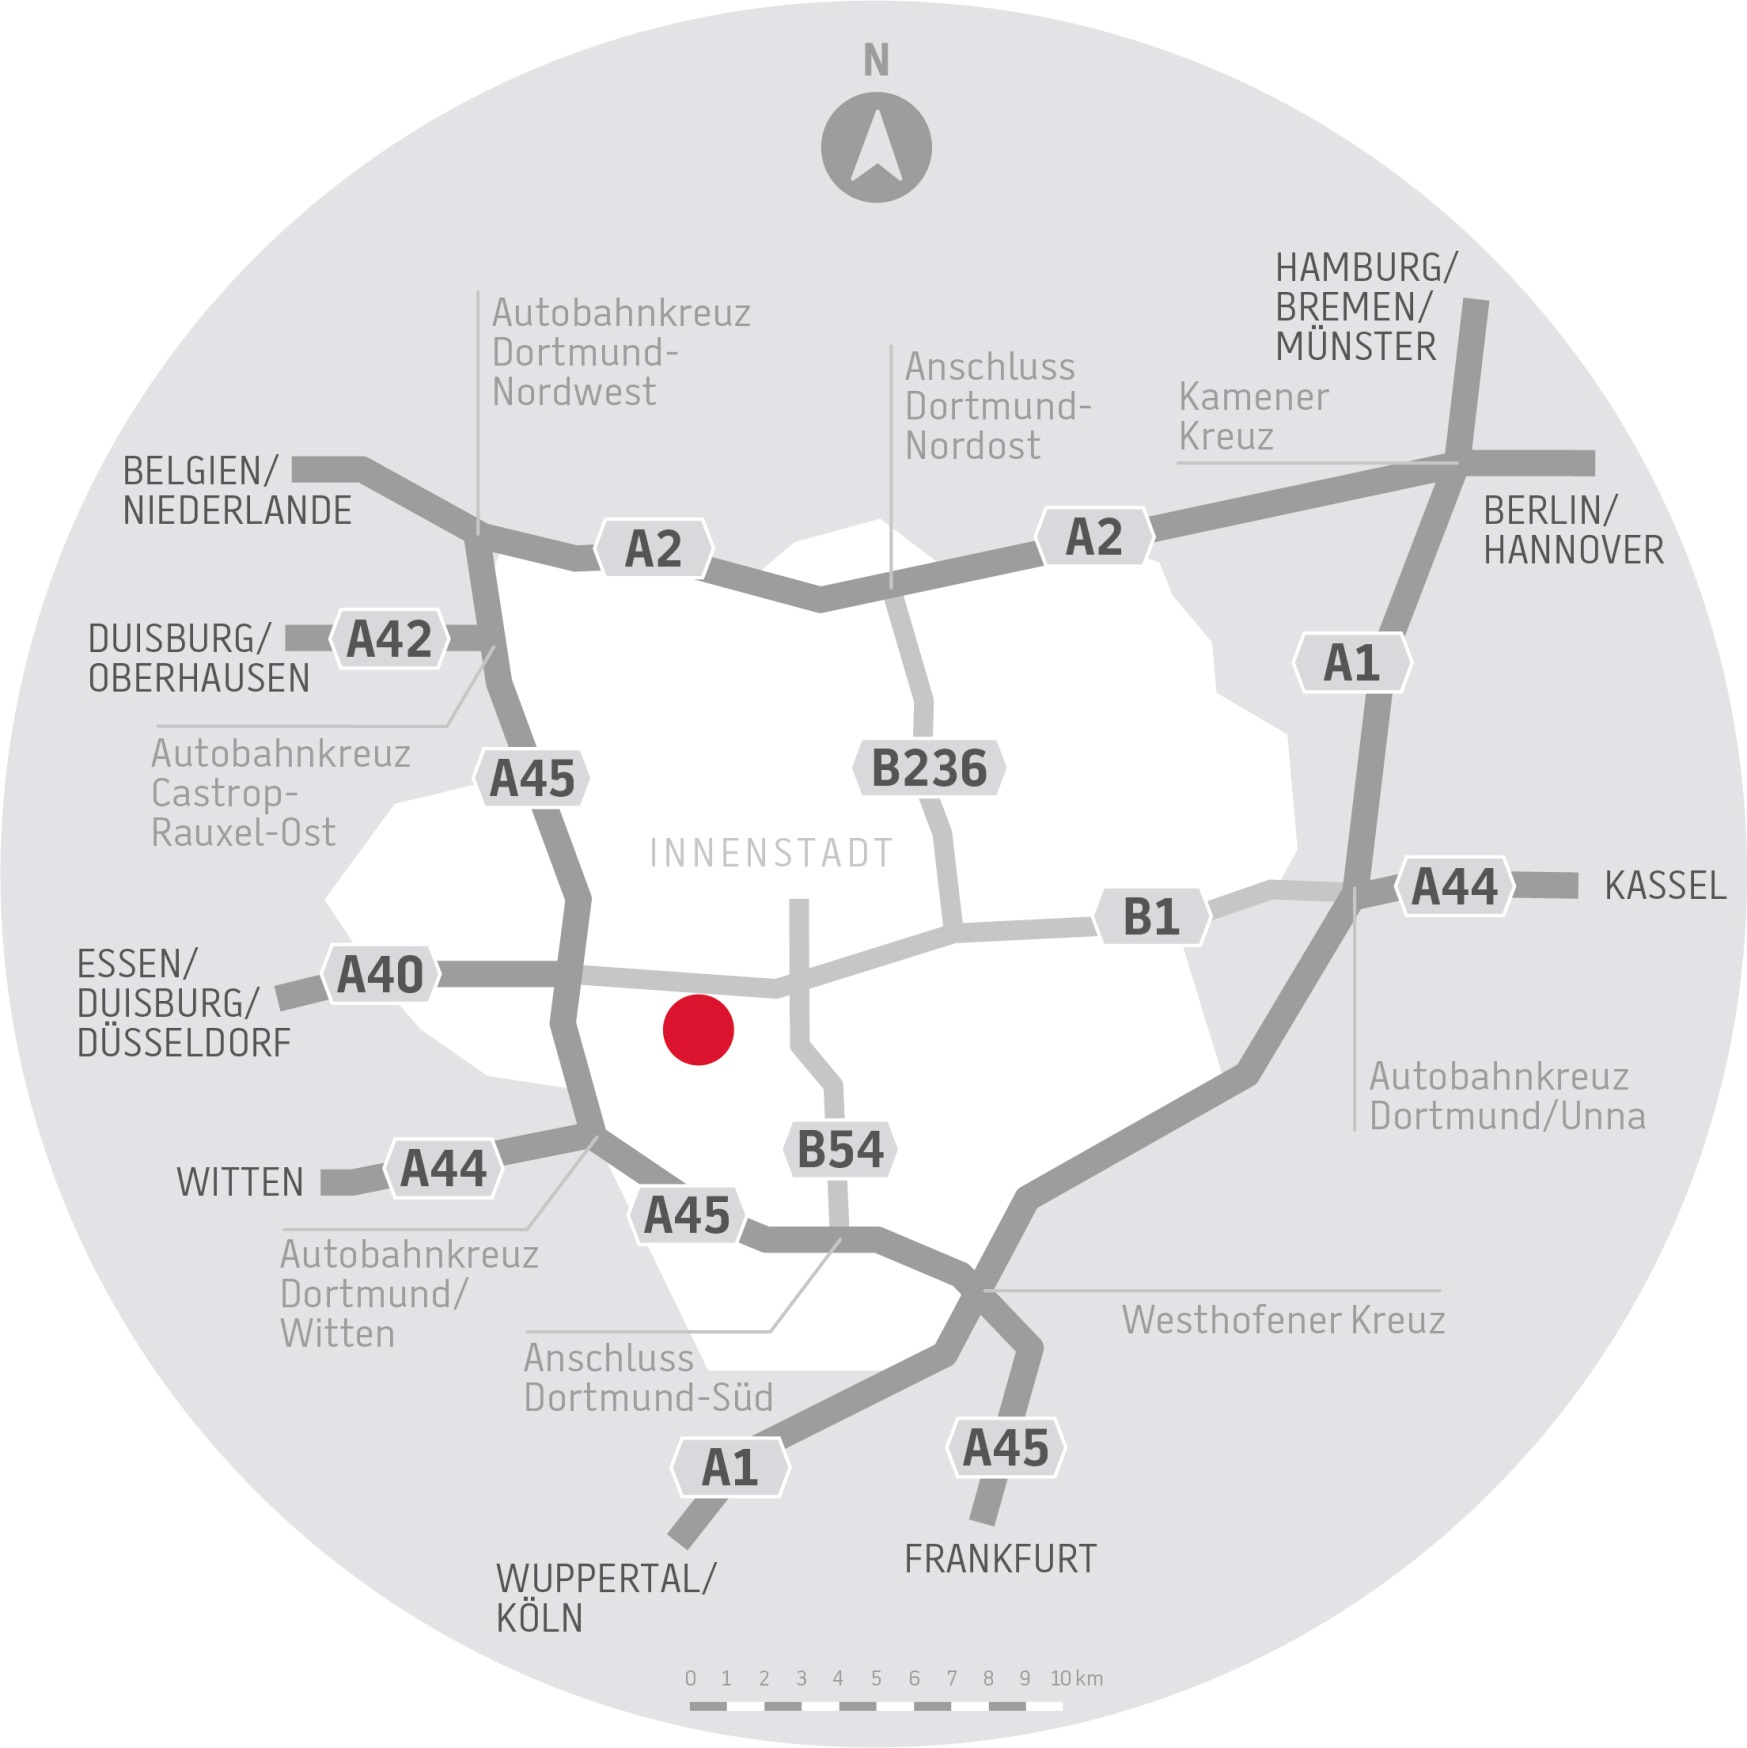 N
HAMBURG/
BREMEN/
MÜNSTER
Autobahnkreuz
Dortmund-
Nordwest
Anschluss
Dortmund-
Nordost
Kamener
Kreuz
BELGIEN/
NIEDERLANDE
BERLIN/
HANNOVER
A2
A2
DUISBURG/
OBERHAUSEN
A42
A1
Autobahnkreuz
Castrop-
Rauxel-Ost
A45
B236
INNENSTADT
A44
KASSEL
B1
ESSEN/
DUISBURG/
DÜSSELDORF
A40
Autobahnkreuz
Dortmund/Unna
B54
WITTEN
A44
A45
Autobahnkreuz
Dortmund/
Witten
Westhofener Kreuz
Anschluss
Dortmund-Süd
A1
A45
FRANKFURT
WUPPERTAL/
KÖLN
0 1 2 3 4 5 6 7 8 9 10 km